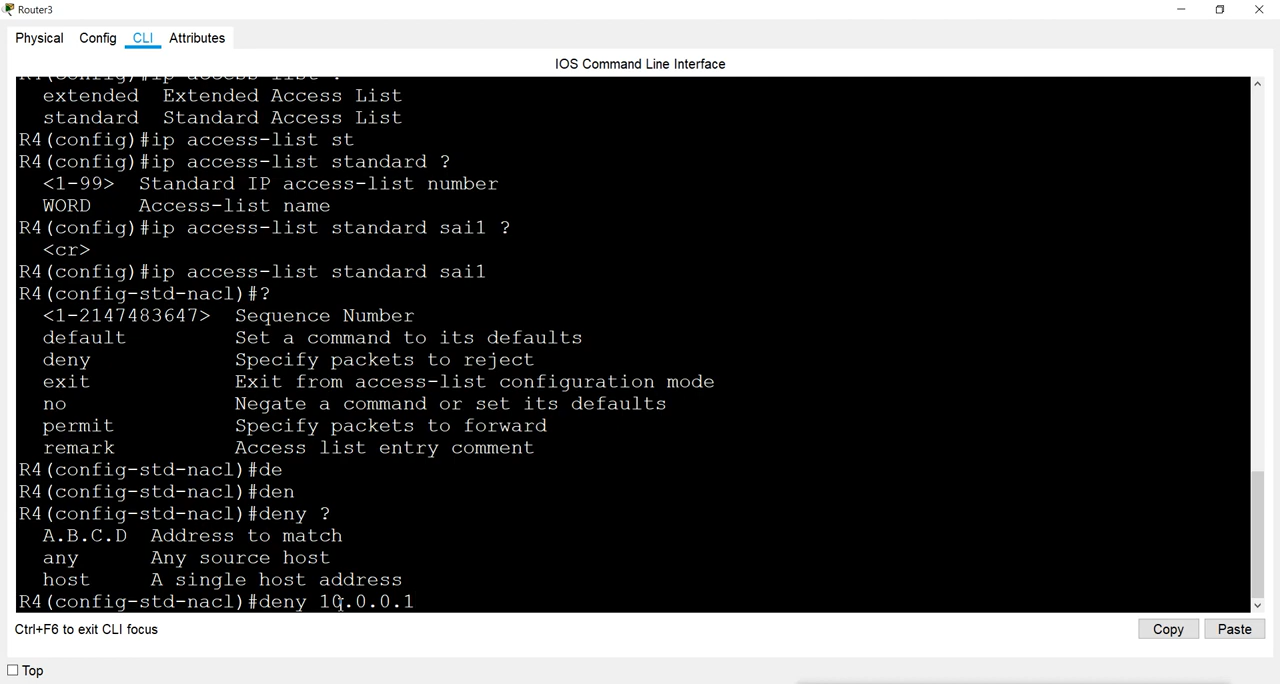 Router3
Physical Config CLI Attributes
IOS Command Line Interface
R4(config)#ip access-list ?
extended Extended Access List
standard Standard Access List
R4(config)#ip access-list st
R4(config)#ip access-list standard ?
<1-99> Standard IP access-list number
WORD Access-list name
R4(config)#ip access-list standard sai1 ?
<cr>
R4(config)#ip access-list standard sai1
R4(config-std-nacl)#?
<1-2147483647> Sequence Number
default Set a command to its defaults
deny Specify packets to reject
exit Exit from access-list configuration mode
no Negate a command or set its defaults
permit Specify packets to forward
remark Access list entry comment
R4(config-std-nacl)#de
R4(config-std-nacl)#den
R4(config-std-nacl)#deny ?
A.B.C.D Address to match
any Any source host
host A single host address
R4(config-std-nacl)#deny 10.0.0.1
Ctrl+F6 to exit CLI focus
Copy Paste
Top